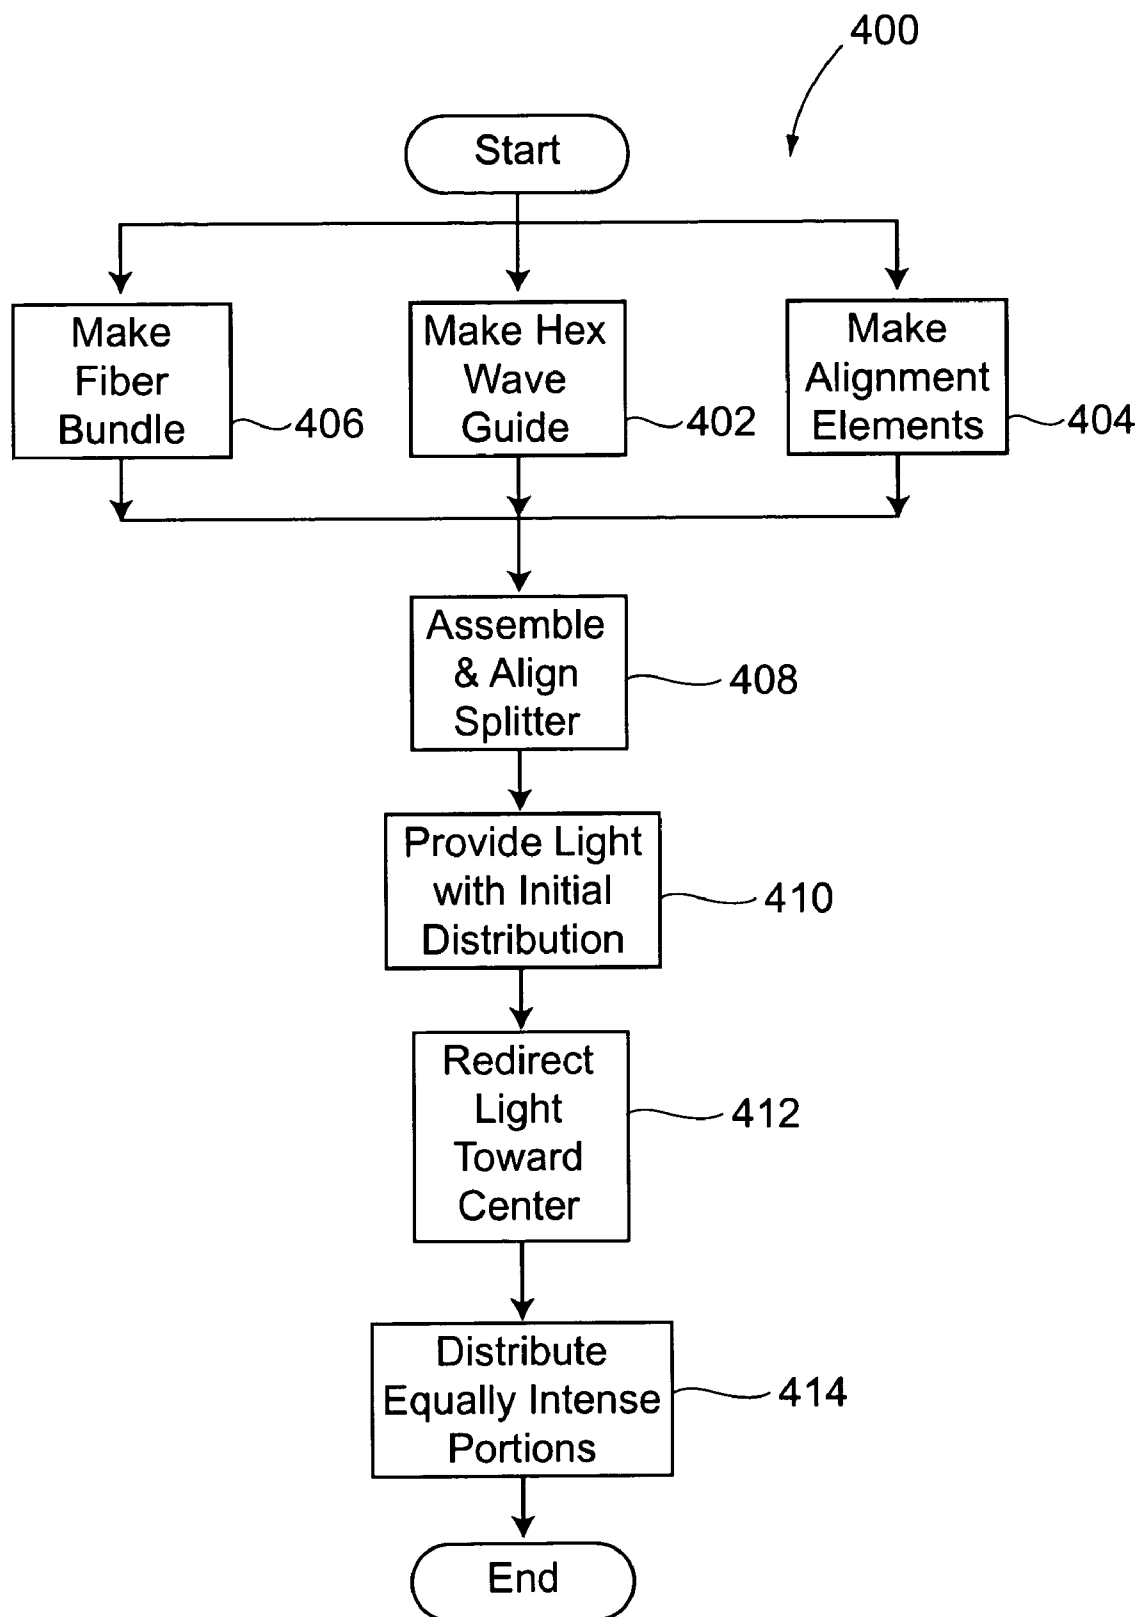 400
Start
Make
Fiber
Bundle
406
Make Hex
Wave
Guide
402
Make
Alignment
Elements
404
Assemble
& Align
Splitter
408
Provide Light
with Initial
Distribution
410
Redirect
Light
Toward
Center
412
Distribute
Equally Intense
Portions
414
End